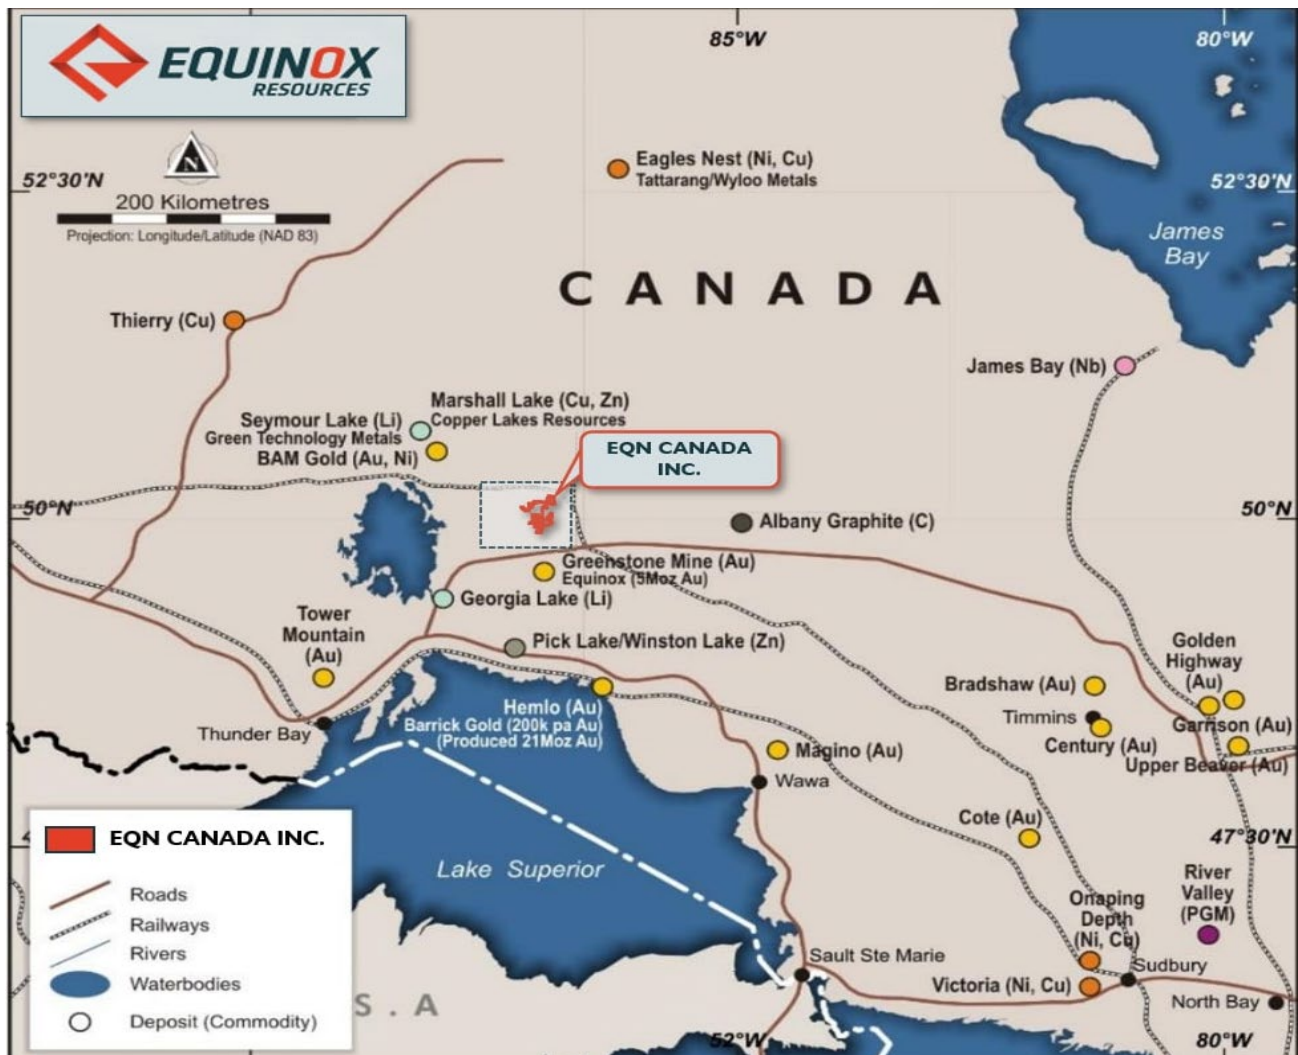 EQUINOX
RESOURCES
85°W
80°W
N
52°30'N
200 Kilometres
Projection: Longitude/Latitude (NAD 83)
Eagles Nest (Ni, Cu)
Tattarang/Wyloo Metals
52°30'N
James
Bay
CANADA
Thierry (Cu)
James Bay (Nb)
Marshall Lake (Cu, Zn)
Copper Lakes Resources
Seymour Lake (Li)
Green Technology Metals
BAM Gold (Au, Ni)
EQN CANADA
INC.
50°N
50°N
Albany Graphite (C)
Greenstone Mine (Au)
Equinox (5Moz Au)
Georgia Lake (Li)
Tower
Mountain
(Au)
Pick Lake/Winston Lake (Zn)
Golden
Highway
(Au)
Bradshaw (Au)
Hemlo (Au)
Barrick Gold (200k pa Au)
(Produced 21Moz Au)
Thunder Bay
Timmins
Century (Au)
Garrison (Au)
Upper Beaver (Au)
Magino (Au)
Wawa
Cote (Au)
47°30'N
Lake Superior
River
Valley
(PGM)
Onaping
Depth
(Ni, Cu)
Sault Ste Marie
Sudbury
Victoria (Ni, Cu)
North Bay
EQN CANADA INC.
Roads
Railways
Rivers
Waterbodies
Deposit (Commodity)
S.A
52°W
80°W